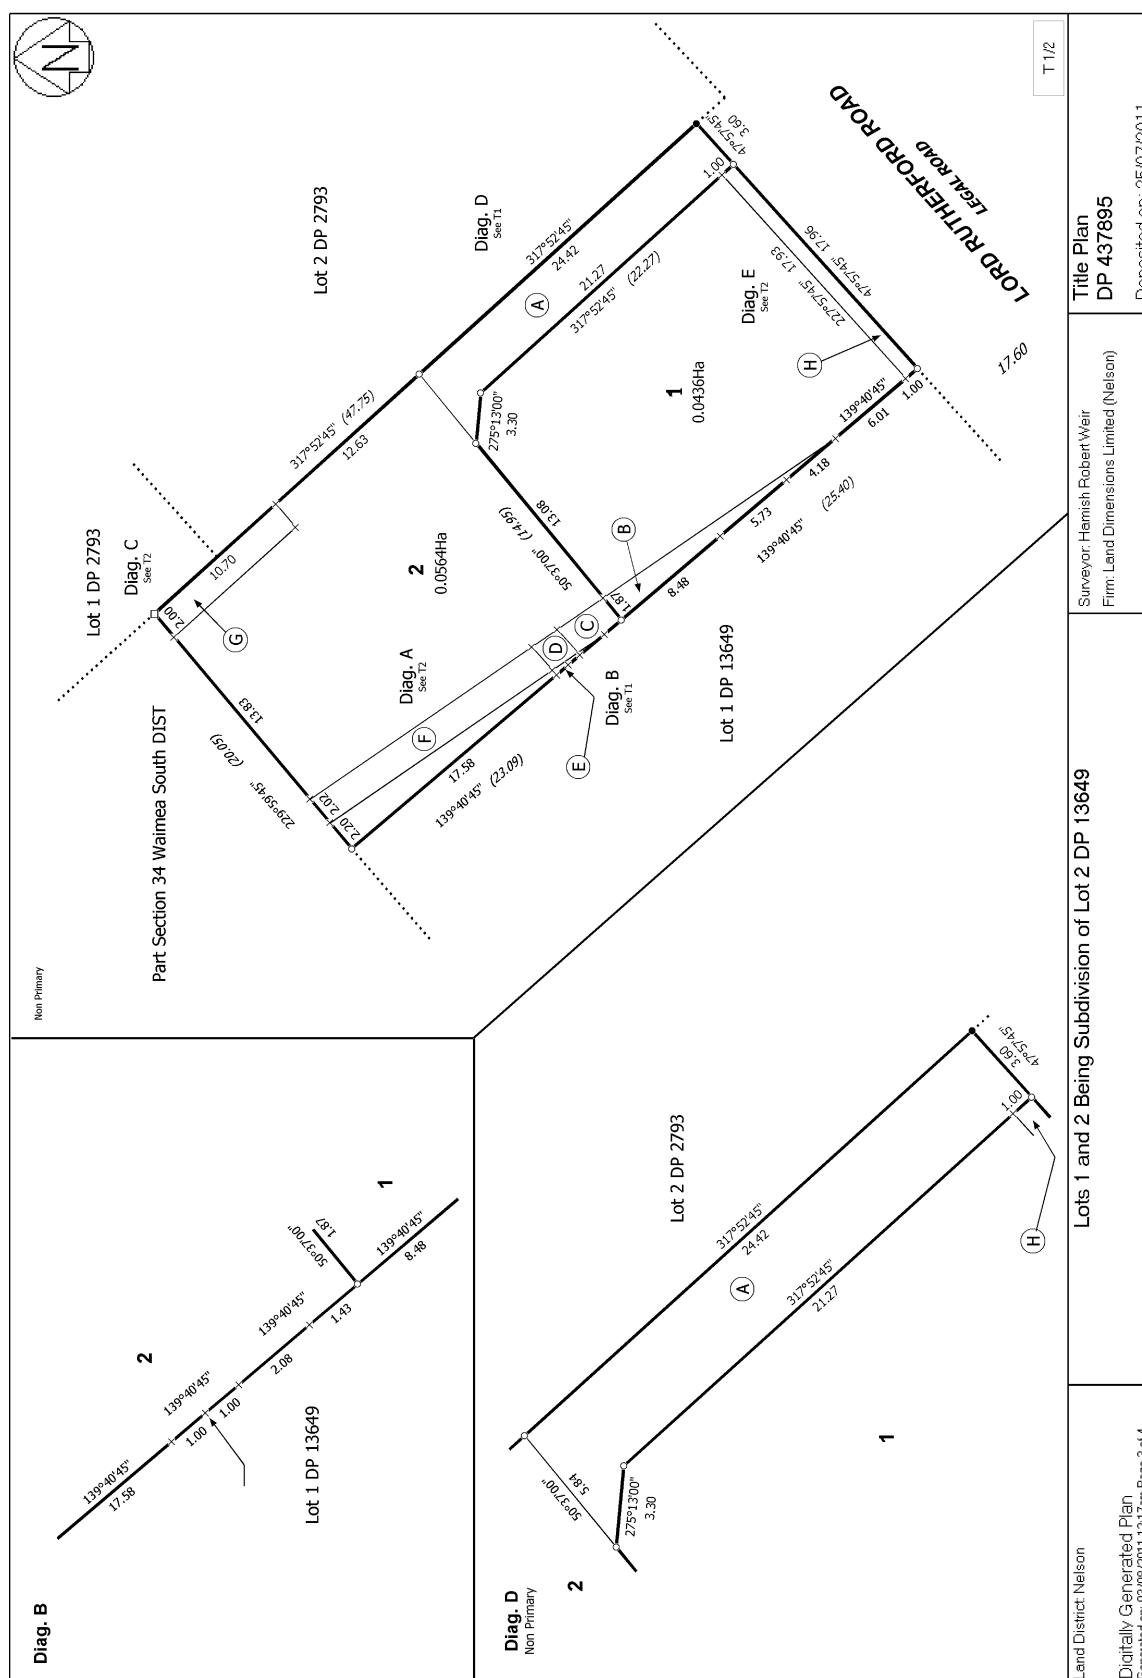 N
T 1/2
Non Primary
Part Section 34 Waimea South DIST
Lot 1 DP 2793
Lot 2 DP 2793
Diag. C
See T2
Diag. D
See T1
Diag. A
See T2
Diag. B
See T1
Diag. E
See T2
LORD RUTHERFORD ROAD
LEGAL ROAD
17.60
Lot 1 DP 13649
2
0.0564Ha
1
0.0436Ha
317°52'45" (47.75)
12.63
10.70
2.00
G
13.83
(20.05)
229°59'45"
2.02
2.20
F
17.58
139°40'45" (23.09)
E
D
C
B
1.87
50°37'00" (14.95)
13.08
275°13'00"
3.30
317°52'45"
24.42
A
21.27
317°52'45" (22.27)
1.00
47°57'45"
3.60
47°57'45" 17.96
227°57'45" 17.93
H
139°40'45"
6.01
1.00
4.18
5.73
139°40'45" (25.40)
8.48
Diag. B
2
1
139°40'45"
17.58
139°40'45"
1.00
1.00
139°40'45"
2.08
1.43
50°37'00"
1.87
139°40'45"
8.48
Lot 1 DP 13649
Diag. D
Non Primary
2
1
Lot 2 DP 2793
50°37'00"
5.84
275°13'00"
3.30
317°52'45"
24.42
A
317°52'45"
21.27
1.00
3.60
47°57'45"
H
Land District: Nelson
Digitally Generated Plan
Lots 1 and 2 Being Subdivision of Lot 2 DP 13649
Surveyor: Hamish Robert Weir
Firm: Land Dimensions Limited (Nelson)
Title Plan
DP 437895
Deposited on: 25/07/2011